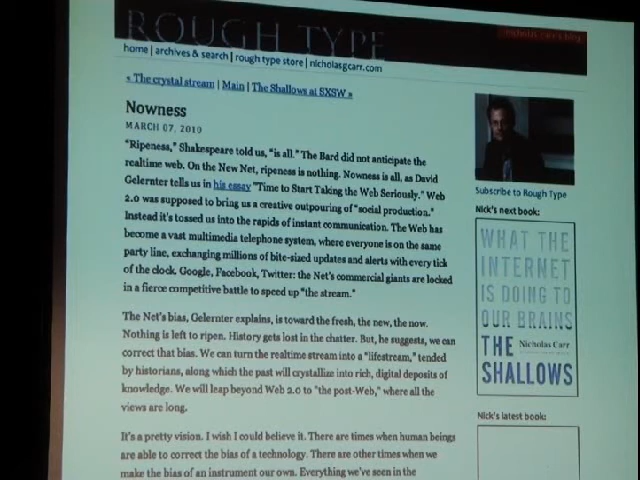 ROUGH TYPE
nicholas carr's blog
home | archives & search | rough type store | nicholasgcarr.com
« The crystal stream | Main | The Shallows at SXSW »
Nowness
MARCH 07, 2010
"Ripeness," Shakespeare told us, "is all." The Bard did not anticipate the
realtime web. On the New Net, ripeness is nothing. Nowness is all, as David
Gelernter tells us in his essay "Time to Start Taking the Web Seriously." Web
2.0 was supposed to bring us a creative outpouring of "social production."
Instead it's tossed us into the rapids of instant communication. The Web has
become a vast multimedia telephone system, where everyone is on the same
party line, exchanging millions of bite-sized updates and alerts with every tick
of the clock. Google, Facebook, Twitter: the Net's commercial giants are locked
in a fierce competitive battle to speed up "the stream."
The Net's bias, Gelernter explains, is toward the fresh, the new, the now.
Nothing is left to ripen. History gets lost in the chatter. But, he suggests, we can
correct that bias. We can turn the realtime stream into a "lifestream," tended
by historians, along which the past will crystallize into rich, digital deposits of
knowledge. We will leap beyond Web 2.0 to "the post-Web," where all the
views are long.
It's a pretty vision. I wish I could believe it. There are times when human beings
are able to correct the bias of a technology. There are other times when we
make the bias of an instrument our own. Everything we've seen in the
Subscribe to Rough Type
Nick's next book:
WHAT THE
INTERNET
IS DOING TO
OUR BRAINS
THE Nicholas Carr
SHALLOWS
Nick's latest book: